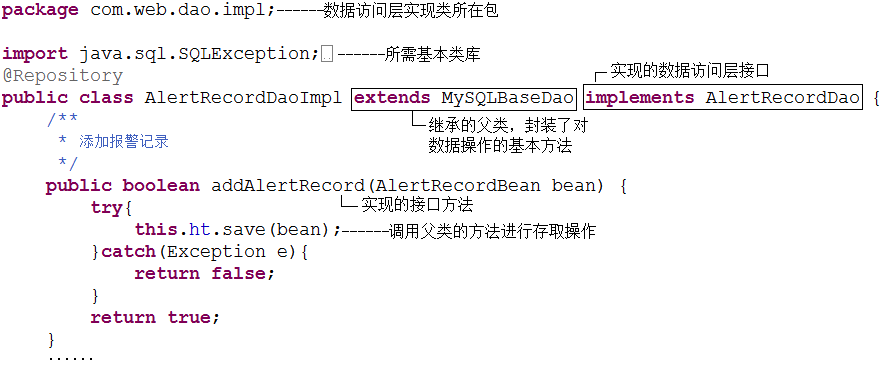 package com.web.dao.impl;------数据访问层实现类所在包
import java.sql.SQLException; ------所需基本类库
@Repository
实现的数据访问层接口
public class AlertRecordDaoImpl extends MySQLBaseDao implements AlertRecordDao {
/**
继承的父类，封装了对
* 添加报警记录
数据操作的基本方法
*/
public boolean addAlertRecord(AlertRecordBean bean) {
try{
实现的接口方法
this.ht.save(bean);------调用父类的方法进行存取操作
}catch(Exception e){
return false;
}
return true;
}
······